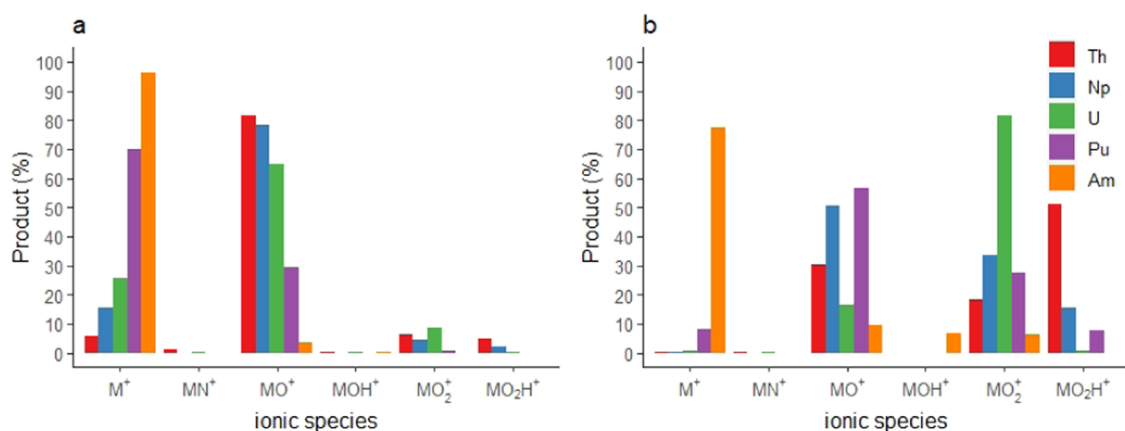 a
Product (%)
100
90
80
70
60
50
40
30
20
10
0
M⁺
MN⁺
MO⁺
MOH⁺
MO₂⁺
MO₂H⁺
ionic species
b
Product (%)
100
90
80
70
60
50
40
30
20
10
0
M⁺
MN⁺
MO⁺
MOH⁺
MO₂⁺
MO₂H⁺
ionic species
Th
Np
U
Pu
Am